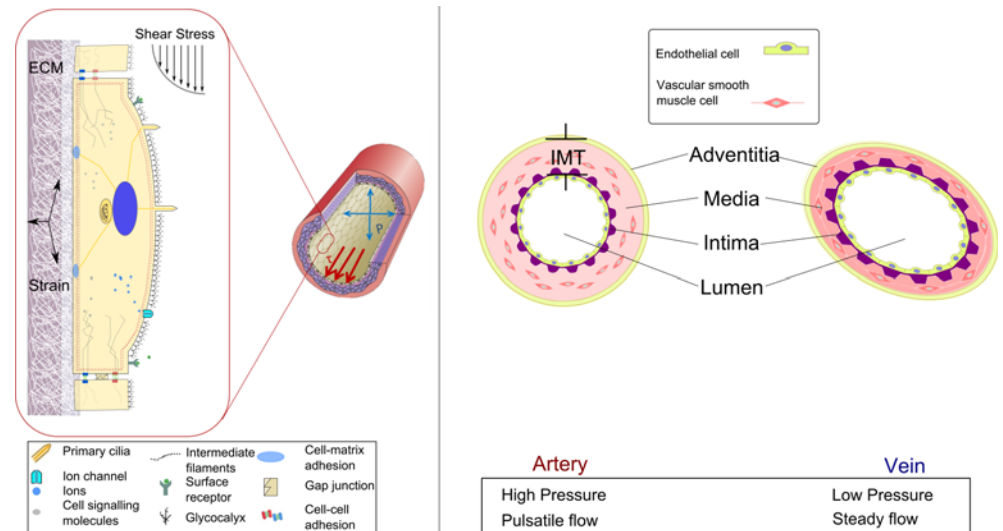 Shear Stress
ECM
Strain
P
τ
Primary cilia
Ion channel
Ions
Cell signalling
molecules
Intermediate
filaments
Surface
receptor
Glycocalyx
Cell-matrix
adhesion
Gap junction
Cell-cell
adhesion
Endothelial cell
Vascular smooth
muscle cell
IMT
Adventitia
Media
Intima
Lumen
Artery
Vein
High Pressure
Low Pressure
Pulsatile flow
Steady flow